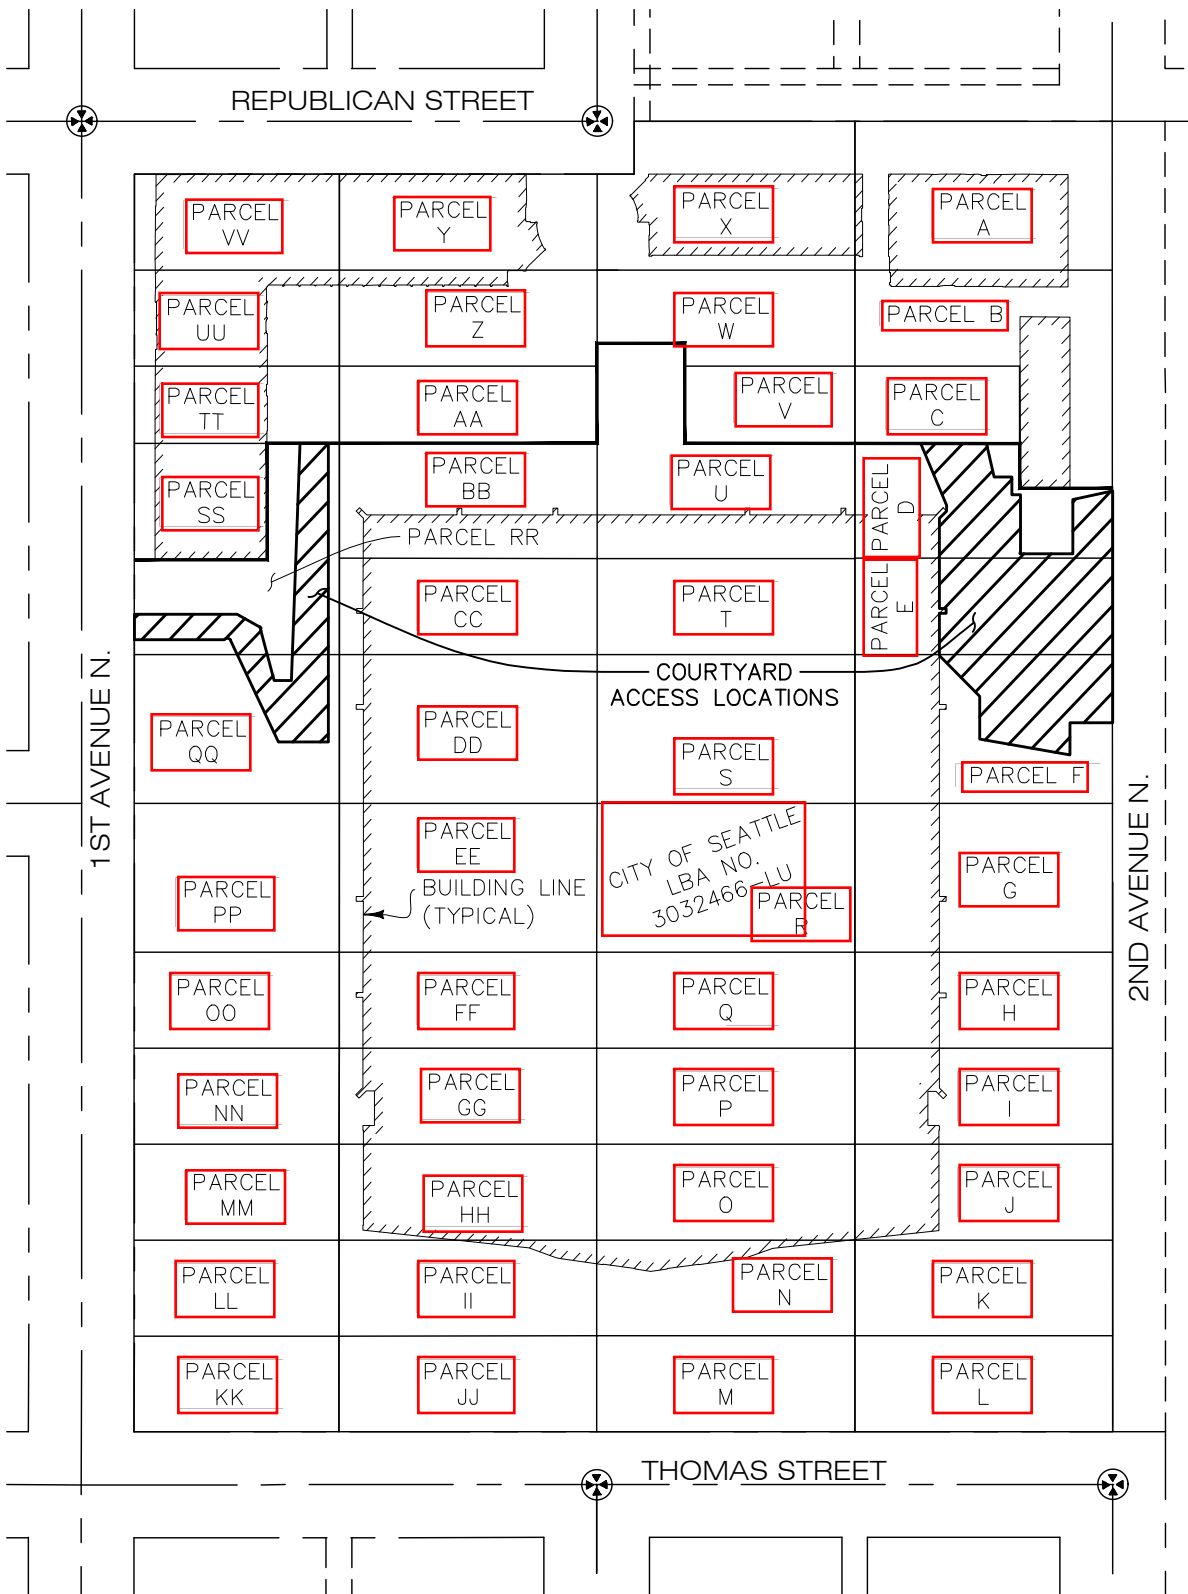 REPUBLICAN STREET
PARCEL
VV
PARCEL
Y
PARCEL
X
PARCEL
A
PARCEL
UU
PARCEL
Z
PARCEL
W
PARCEL B
PARCEL
TT
PARCEL
AA
PARCEL
V
PARCEL
C
PARCEL
SS
PARCEL
BB
PARCEL
U
PARCEL
D
PARCEL RR
PARCEL
CC
PARCEL
T
PARCEL
E
COURTYARD
ACCESS LOCATIONS
1ST AVENUE N.
PARCEL
QQ
PARCEL
DD
PARCEL
S
PARCEL F
2ND AVENUE N.
PARCEL
EE
CITY OF SEATTLE
LBA NO.
3032466-LU
PARCEL
G
PARCEL
PP
BUILDING LINE
(TYPICAL)
PARCEL
R
PARCEL
OO
PARCEL
FF
PARCEL
Q
PARCEL
H
PARCEL
NN
PARCEL
GG
PARCEL
P
PARCEL
I
PARCEL
MM
PARCEL
HH
PARCEL
O
PARCEL
J
PARCEL
LL
PARCEL
II
PARCEL
N
PARCEL
K
PARCEL
KK
PARCEL
JJ
PARCEL
M
PARCEL
L
THOMAS STREET